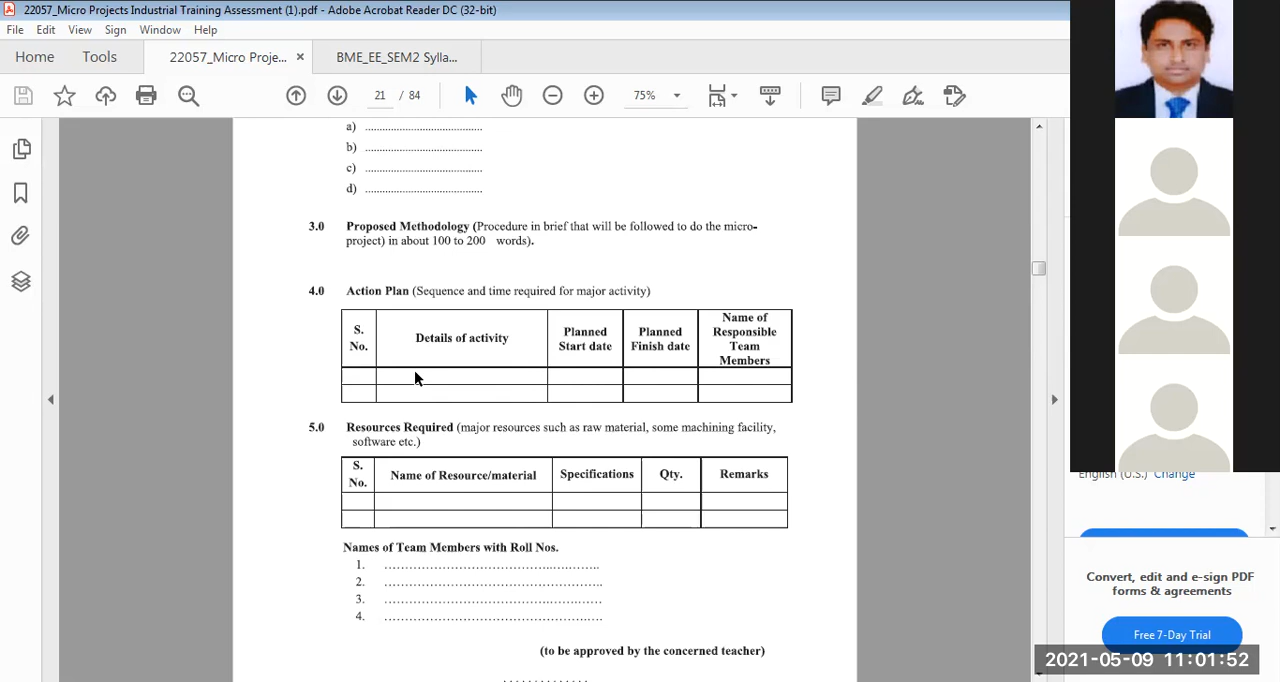 22057_Micro Projects Industrial Training Assessment (1).pdf - Adobe Acrobat Reader DC (32-bit)
File Edit View Sign Window Help
Home Tools 22057_Micro Proje... × BME_EE_SEM2 Sylla...
21 / 84 75%
a) ..........................................
b) ..........................................
c) ..........................................
d) ..........................................
3.0 Proposed Methodology (Procedure in brief that will be followed to do the micro-
project) in about 100 to 200 words).
4.0 Action Plan (Sequence and time required for major activity)
S. No. Details of activity Planned Start date Planned Finish date Name of Responsible Team Members
5.0 Resources Required (major resources such as raw material, some machining facility,
software etc.)
S. No. Name of Resource/material Specifications Qty. Remarks
Names of Team Members with Roll Nos.
1. ..........................................
2. ..........................................
3. ..........................................
4. ..........................................
(to be approved by the concerned teacher)
English (U.S.) Change
Convert, edit and e-sign PDF
forms & agreements
Free 7-Day Trial
2021-05-09 11:01:52